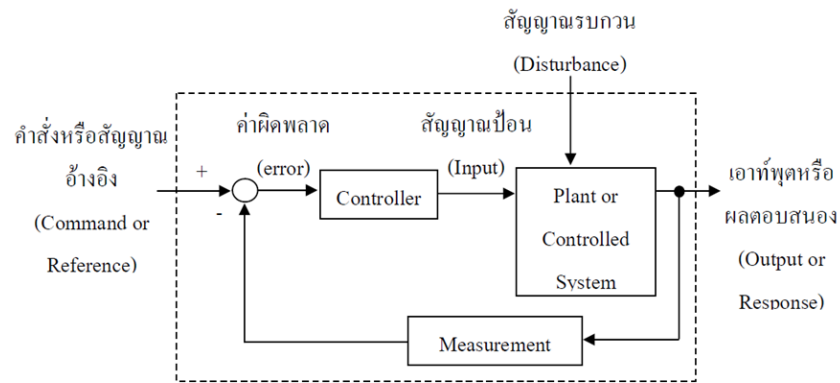 สัญญาณรบกวน
(Disturbance)
คำสั่งหรือสัญญาณ
อ้างอิง
(Command or
Reference)
+
-
ค่าผิดพลาด
(error)
Controller
สัญญาณป้อน
(Input)
Plant or
Controlled
System
เอาท์พุตหรือ
ผลตอบสนอง
(Output or
Response)
Measurement